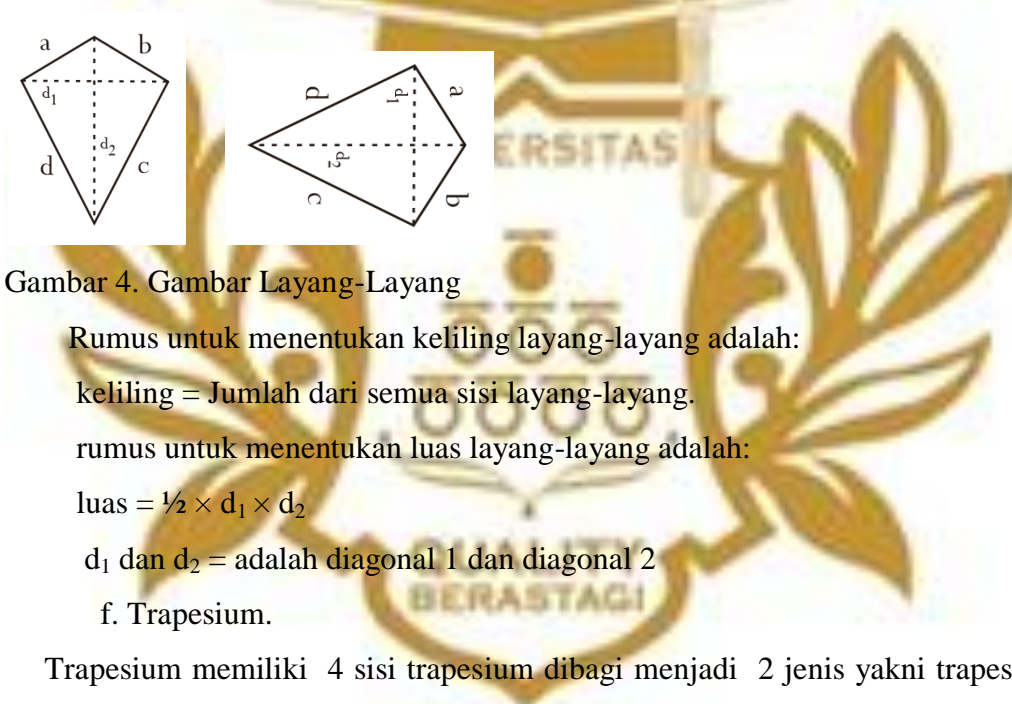 a b
d₁
d₂
d c
d d₁ a
d₂
c b
ERSITAS
Gambar 4. Gambar Layang-Layang
Rumus untuk menentukan keliling layang-layang adalah:
keliling = Jumlah dari semua sisi layang-layang.
rumus untuk menentukan luas layang-layang adalah:
luas = ½ × d₁ × d₂
d₁ dan d₂ = adalah diagonal 1 dan diagonal 2
QUALITY
BERASTAGI
f. Trapesium.
Trapesium memiliki 4 sisi trapesium dibagi menjadi 2 jenis yakni trapes